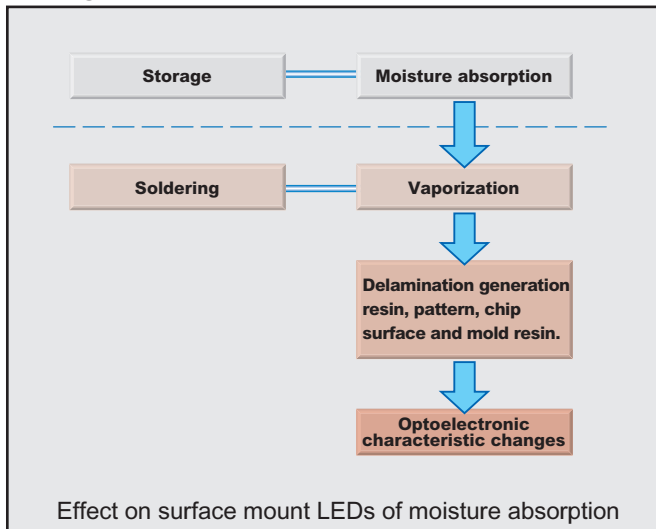 Storage
Moisture absorption
Soldering
Vaporization
Delamination generation
resin, pattern, chip
surface and mold resin.
Optoelectronic
characteristic changes
Effect on surface mount LEDs of moisture absorption